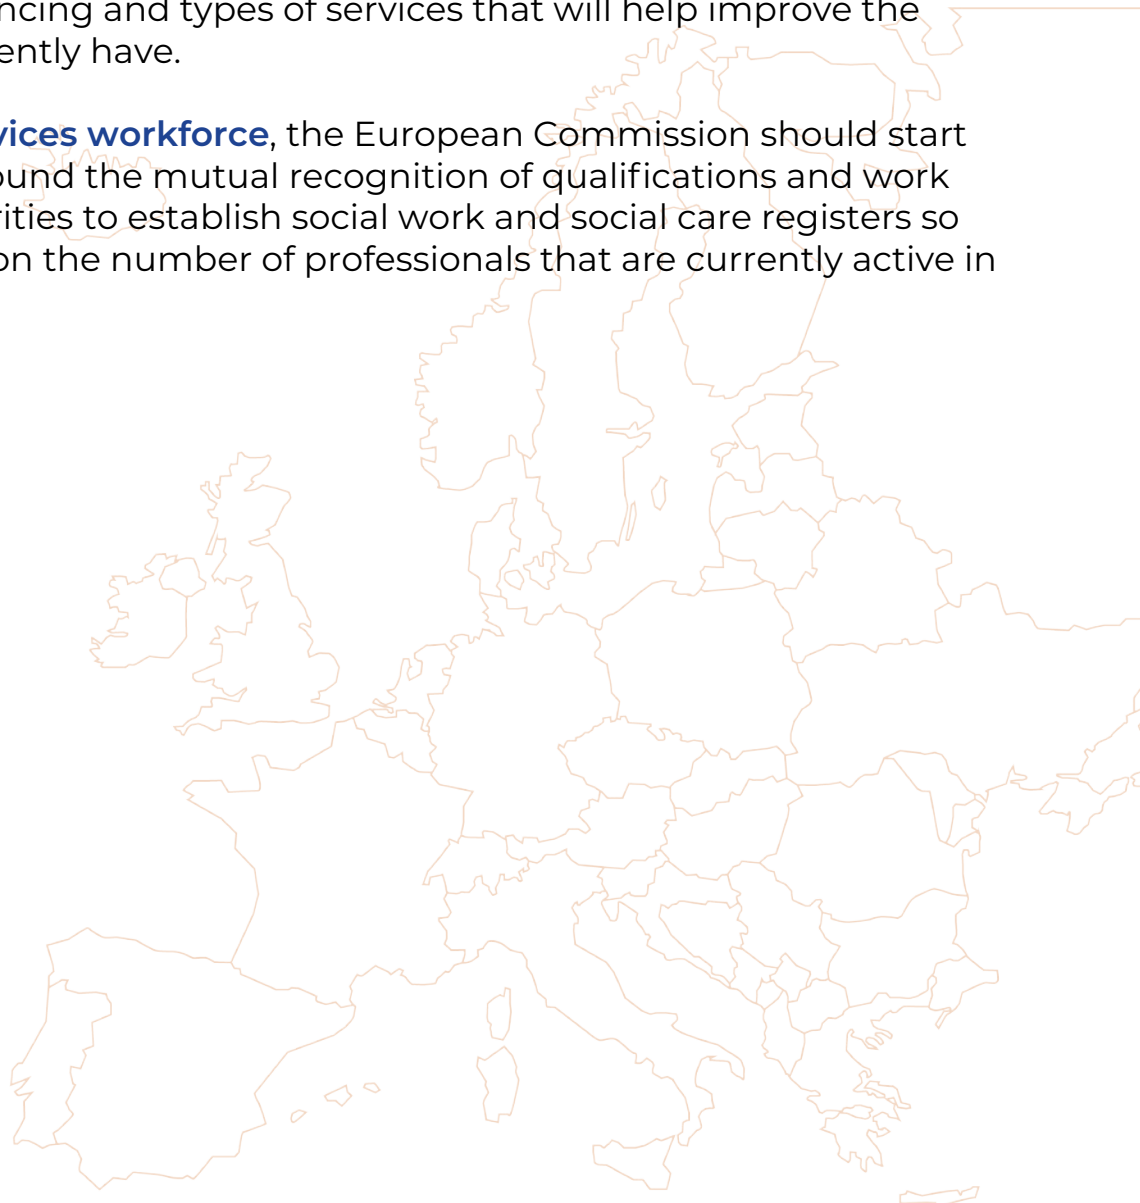 ncing and types of services that will help improve the
ently have.
vices workforce, the European Commission should start
ound the mutual recognition of qualifications and work
rities to establish social work and social care registers so
on the number of professionals that are currently active in